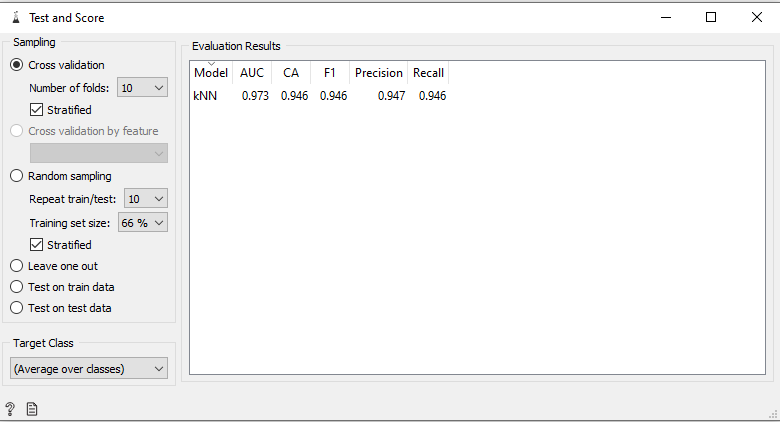 Test and Score
Sampling
Cross validation
Number of folds: 10
Stratified
Cross validation by feature
Random sampling
Repeat train/test: 10
Training set size: 66 %
Stratified
Leave one out
Test on train data
Test on test data
Target Class
(Average over classes)
?
Evaluation Results
Model AUC CA F1 Precision Recall
kNN 0.973 0.946 0.946 0.947 0.946